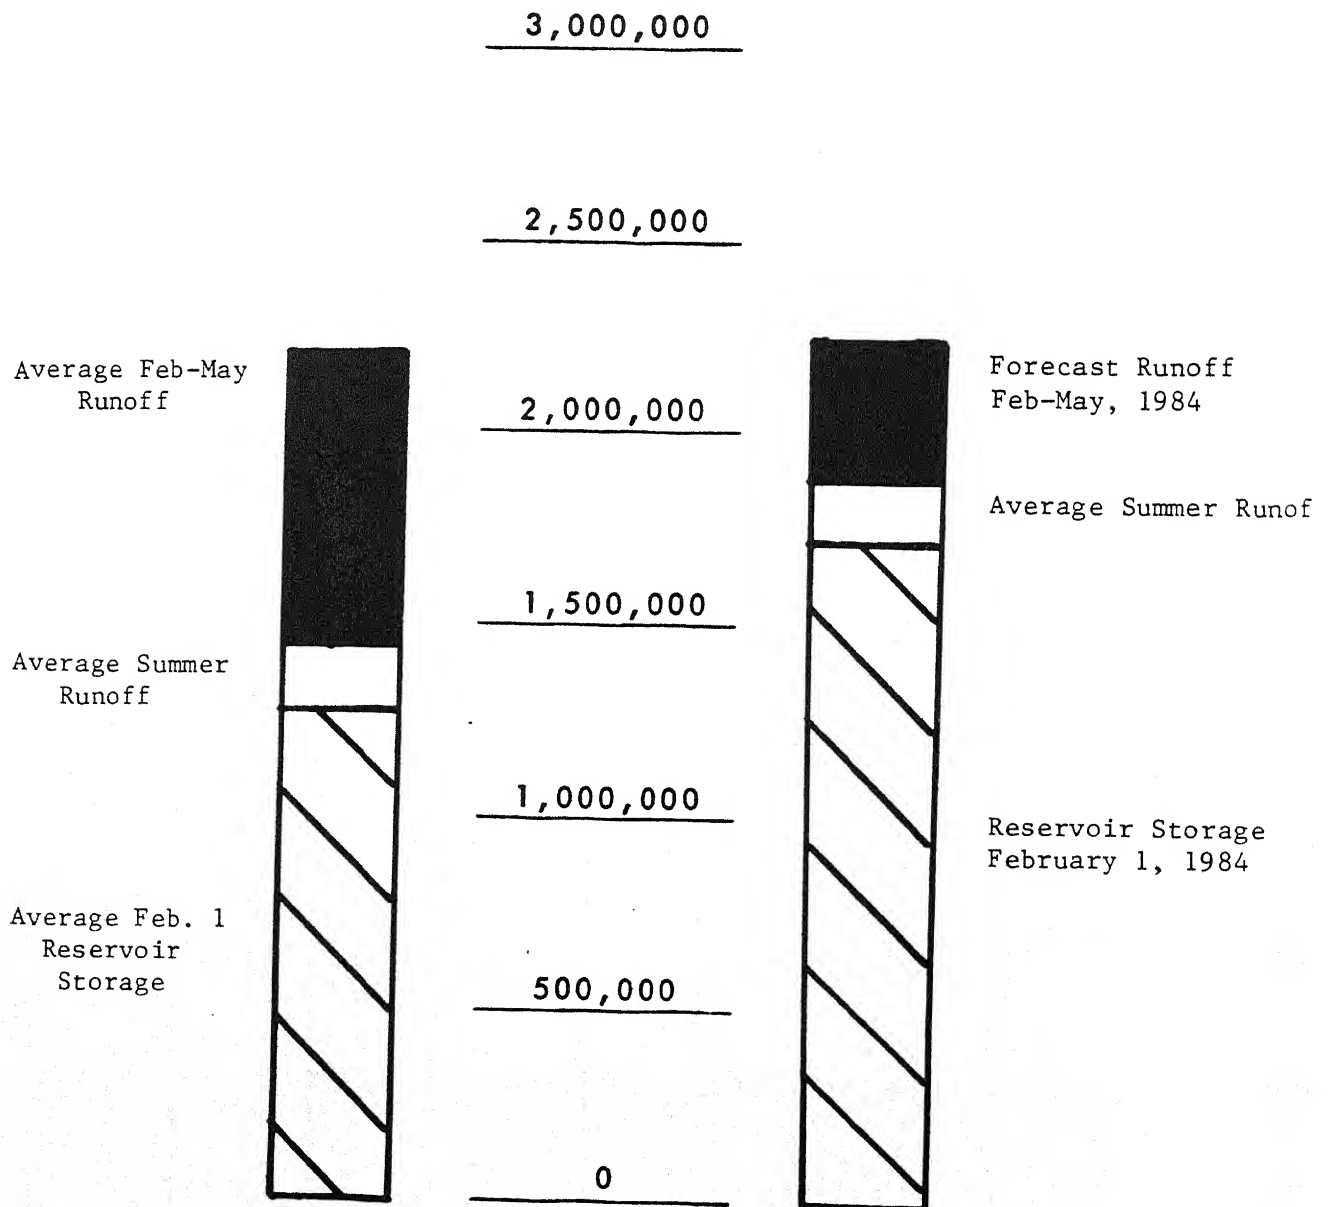 3,000,000
2,500,000
Average Feb-May
Runoff
2,000,000
Forecast Runoff
Feb-May, 1984
Average Summer Runof
1,500,000
Average Summer
Runoff
1,000,000
Reservoir Storage
February 1, 1984
Average Feb. 1
Reservoir
Storage
500,000
0